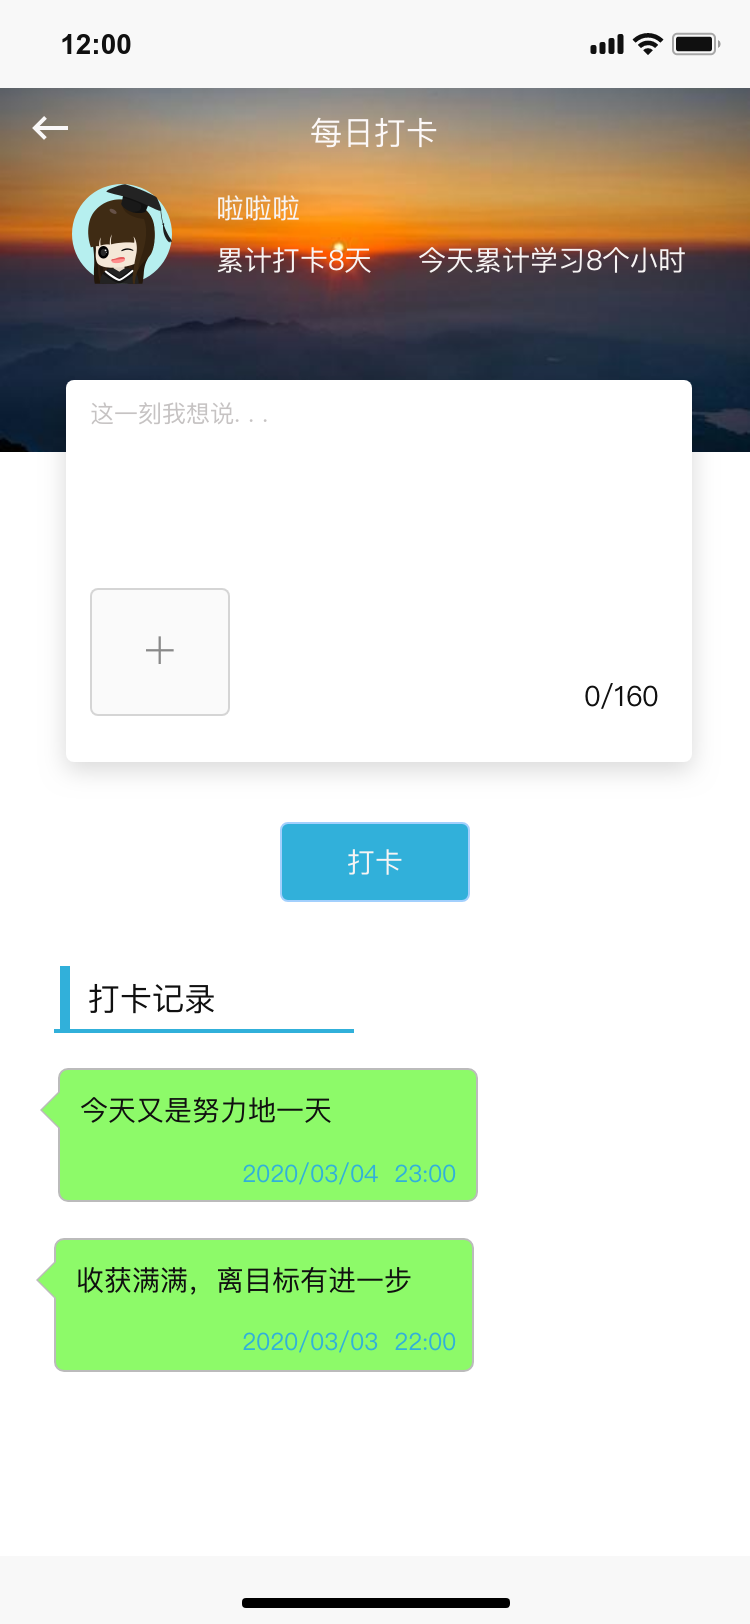 12:00
每日打卡
啦啦啦
累计打卡8天 今天累计学习8个小时
这一刻我想说. . .
0/160
打卡
打卡记录
今天又是努力地一天
2020/03/04 23:00
收获满满，离目标有进一步
2020/03/03 22:00